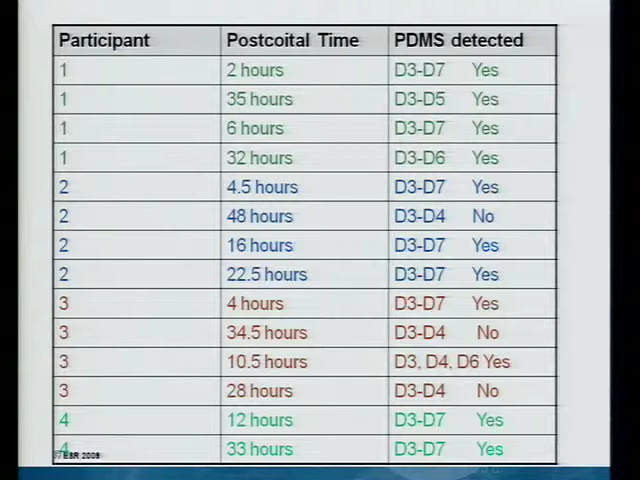 Participant Postcoital Time PDMS detected
1 2 hours D3-D7 Yes
1 35 hours D3-D5 Yes
1 6 hours D3-D7 Yes
1 32 hours D3-D6 Yes
2 4.5 hours D3-D7 Yes
2 48 hours D3-D4 No
2 16 hours D3-D7 Yes
2 22.5 hours D3-D7 Yes
3 4 hours D3-D7 Yes
3 34.5 hours D3-D4 No
3 10.5 hours D3, D4, D6 Yes
3 28 hours D3-D4 No
4 12 hours D3-D7 Yes
4 33 hours D3-D7 Yes
ESR 2008